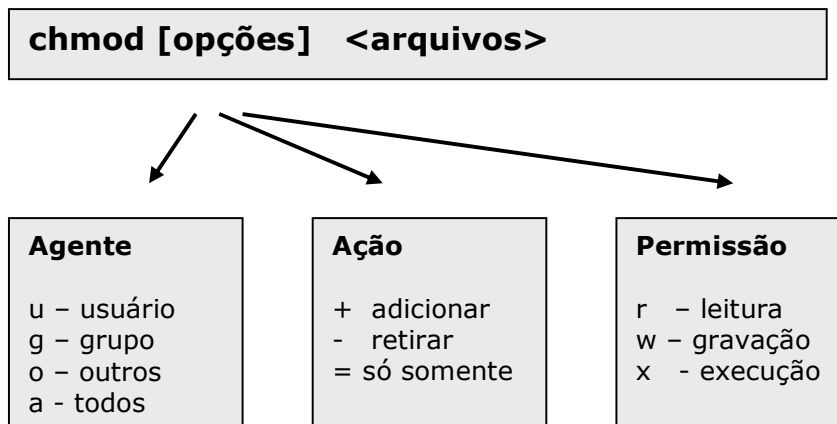 chmod [opções] <arquivos>
Agente
u – usuário
g – grupo
o – outros
a - todos
Ação
+ adicionar
- retirar
= só somente
Permissão
r – leitura
w – gravação
x - execução